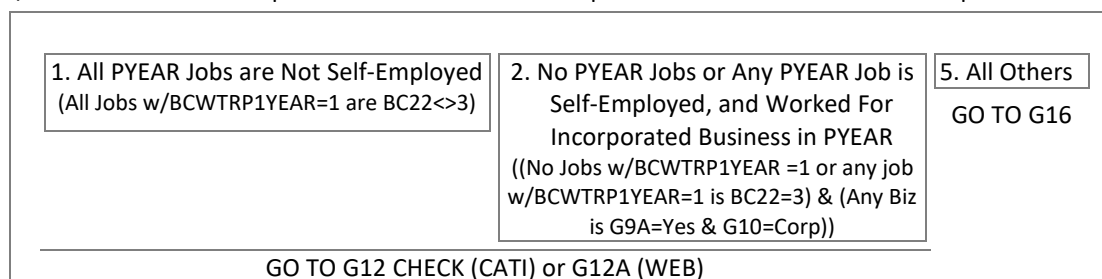 1. All PYEAR Jobs are Not Self-Employed
(All Jobs w/BCWTRP1YEAR=1 are BC22<>3)
2. No PYEAR Jobs or Any PYEAR Job is
Self-Employed, and Worked For
Incorporated Business in PYEAR
((No Jobs w/BCWTRP1YEAR =1 or any job
w/BCWTRP1YEAR=1 is BC22=3) & (Any Biz
is G9A=Yes & G10=Corp))
5. All Others
GO TO G16
GO TO G12 CHECK (CATI) or G12A (WEB)